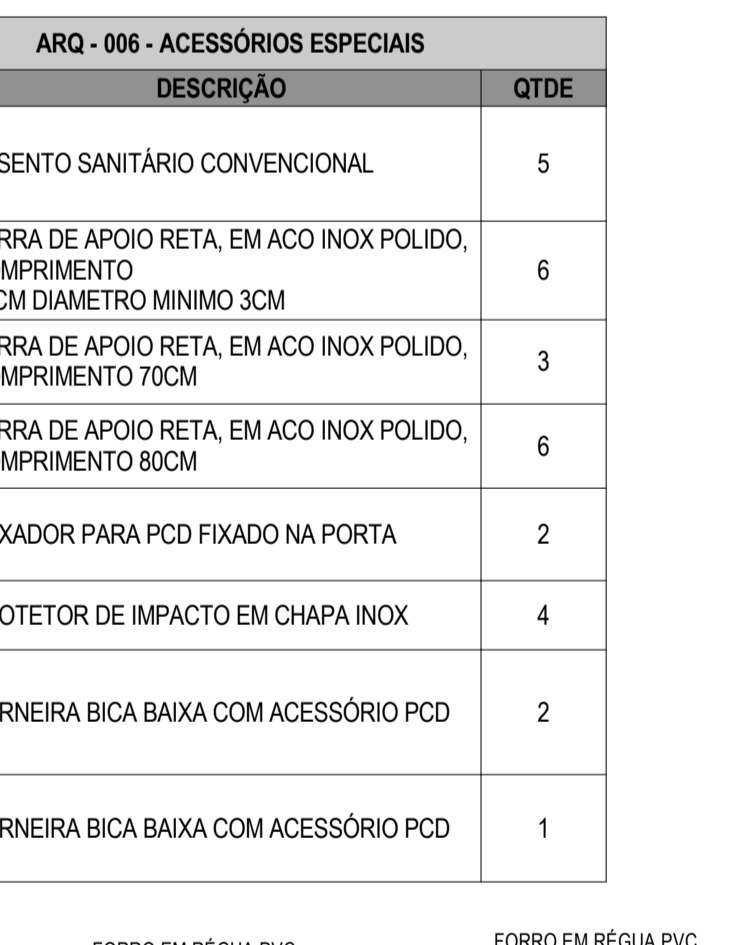 ARQ - 006 - ACESSÓRIOS ESPECIAIS
DESCRIÇÃO QTDE
SENTO SANITÁRIO CONVENCIONAL 5
RRA DE APOIO RETA, EM ACO INOX POLIDO,
MPRIMENTO
CM DIAMETRO MINIMO 3CM 6
RRA DE APOIO RETA, EM ACO INOX POLIDO,
MPRIMENTO 70CM 3
RRA DE APOIO RETA, EM ACO INOX POLIDO,
MPRIMENTO 80CM 6
XADOR PARA PCD FIXADO NA PORTA 2
OTETOR DE IMPACTO EM CHAPA INOX 4
RNEIRA BICA BAIXA COM ACESSÓRIO PCD 2
RNEIRA BICA BAIXA COM ACESSÓRIO PCD 1
FORRO EM RÉGUA PVC
FORRO EM RÉGUA PVC